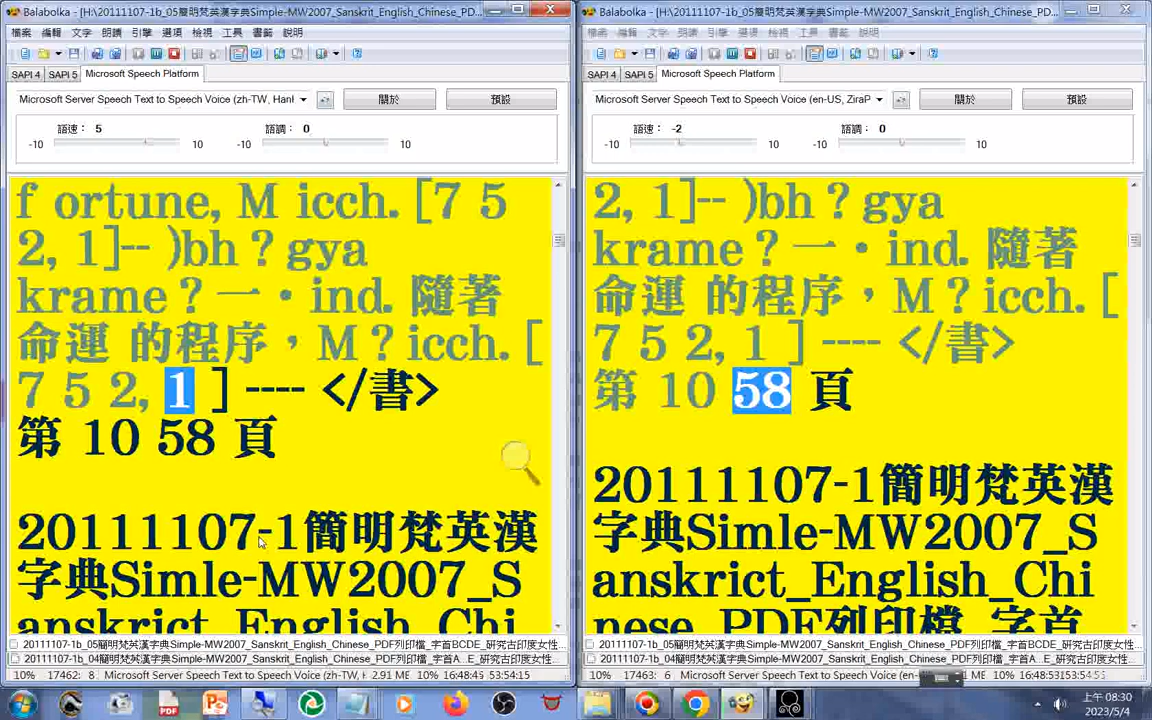 Balabolka - [H:\20111107-1b_05簡明梵英漢字典Simple-MW2007_Sanskrit_English_Chinese_PD...
檔案 編輯 文字 朗讀 引擎 選項 檢視 工具 書籤 說明
SAPI 4 SAPI 5 Microsoft Speech Platform
Microsoft Server Speech Text to Speech Voice (zh-TW, HanH 關於 預設
語速： 5 語調： 0
-10 10 -10 10
f ortune, M icch. [7 5
2, 1]-- )bh？gya
krame？一・ind. 隨著
命運 的程序，M？icch. [
7 5 2, 1 ] ---- </書>
第 10 58 頁
20111107-1簡明梵英漢
字典Simle-MW2007_S
anskrict_English_Chi
20111107-1b_05簡明梵英漢字典Simple-MW2007_Sanskrit_English_Chinese_PDF列印檔_字首BCDE_研究古印度女性...
20111107-1b_04簡明梵英漢字典Simple-MW2007_Sanskrit_English_Chinese_PDF列印檔_字首A...E_研究古印度女性...
10% 17462: 8 Microsoft Server Speech Text to Speech Voice (zh-TW, H 2.91 ME 10% 16:48:45 53:54:15
Balabolka - [H:\20111107-1b_05簡明梵英漢字典Simple-MW2007_Sanskrit_English_Chinese_PD...
檔案 編輯 文字 朗讀 引擎 選項 檢視 工具 書籤 說明
SAPI 4 SAPI 5 Microsoft Speech Platform
Microsoft Server Speech Text to Speech Voice (en-US, ZiraP 關於 預設
語速： -2 語調： 0
-10 10 -10 10
2, 1]-- )bh？gya
krame？一・ind. 隨著
命運 的程序，M？icch. [
7 5 2, 1 ] ---- </書>
第 10 58 頁
20111107-1簡明梵英漢
字典Simle-MW2007_S
anskrict_English_Chi
nese_PDF列印檔_字首
20111107-1b_05簡明梵英漢字典Simple-MW2007_Sanskrit_English_Chinese_PDF列印檔_字首BCDE_研究古印度女性...
20111107-1b_04簡明梵英漢字典Simple-MW2007_Sanskrit_English_Chinese_PDF列印檔_字首A...E_研究古印度女性...
10% 17463: 6 Microsoft Server Speech Text to Speech Voice (en-US,
上午 08:30
2023/5/4